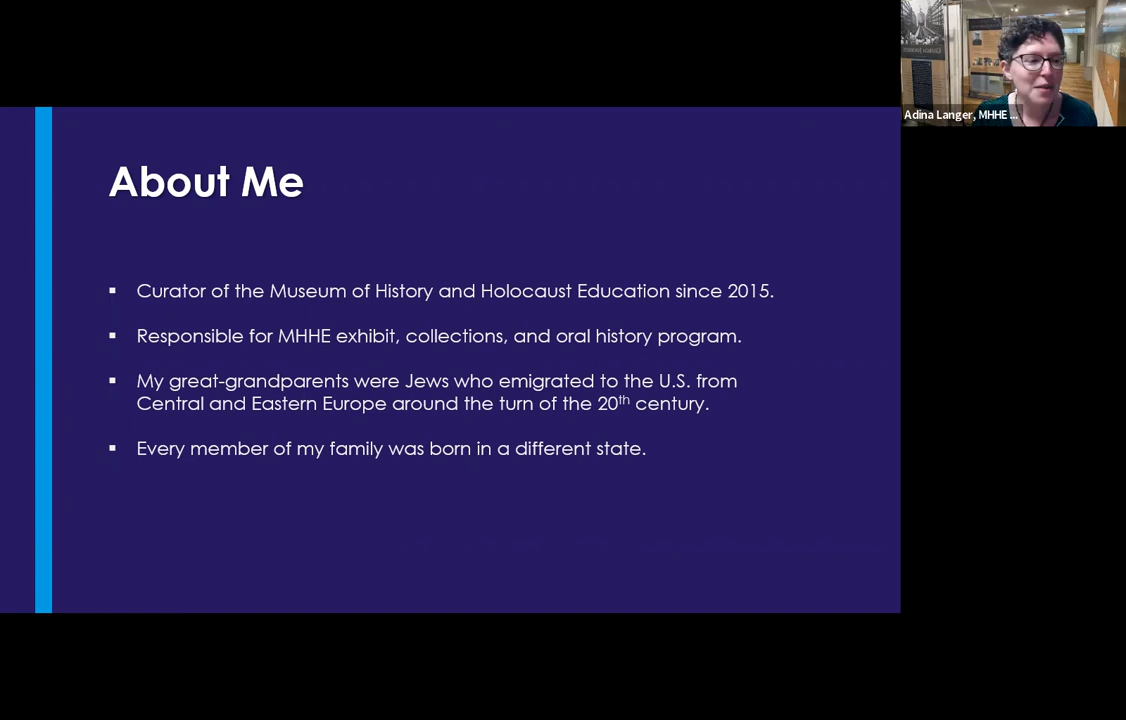 About Me
▪ Curator of the Museum of History and Holocaust Education since 2015.
▪ Responsible for MHHE exhibit, collections, and oral history program.
▪ My great-grandparents were Jews who emigrated to the U.S. from
Central and Eastern Europe around the turn of the 20th century.
▪ Every member of my family was born in a different state.
Adina Langer, MHHE ...